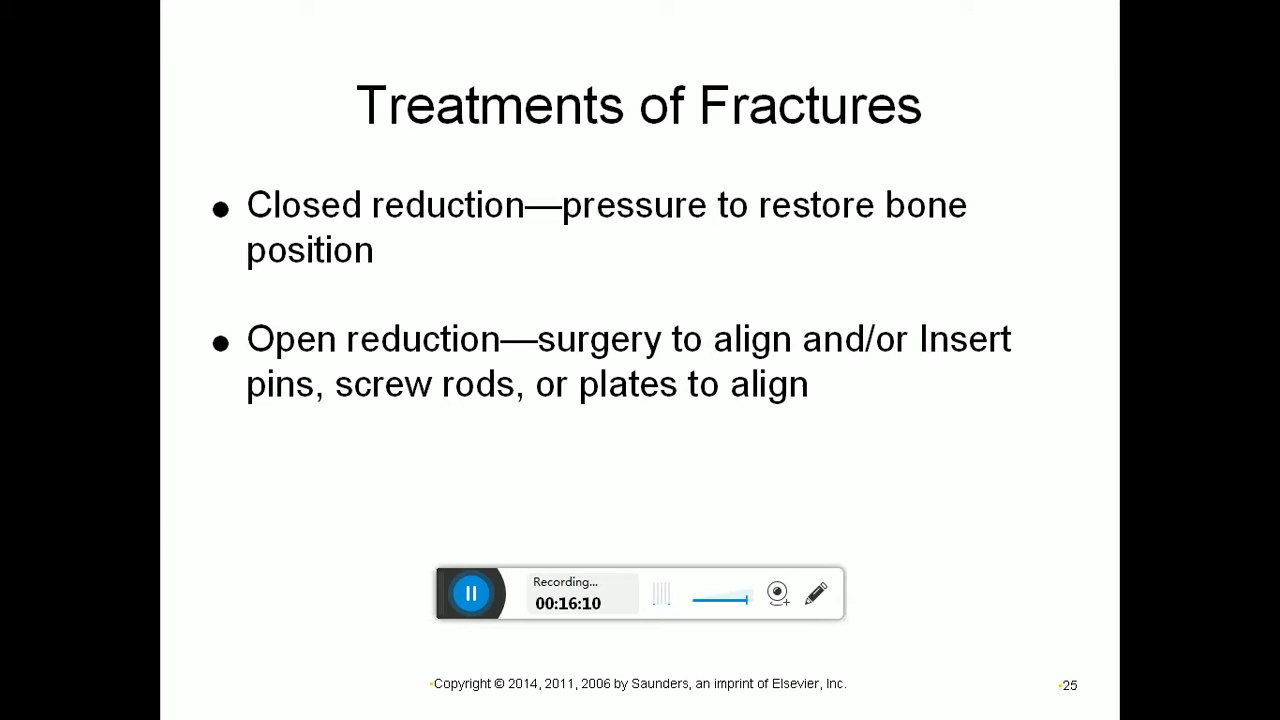 Treatments of Fractures
● Closed reduction—pressure to restore bone
position
● Open reduction—surgery to align and/or Insert
pins, screw rods, or plates to align
Recording...
00:16:10
•Copyright © 2014, 2011, 2006 by Saunders, an imprint of Elsevier, Inc.
•25